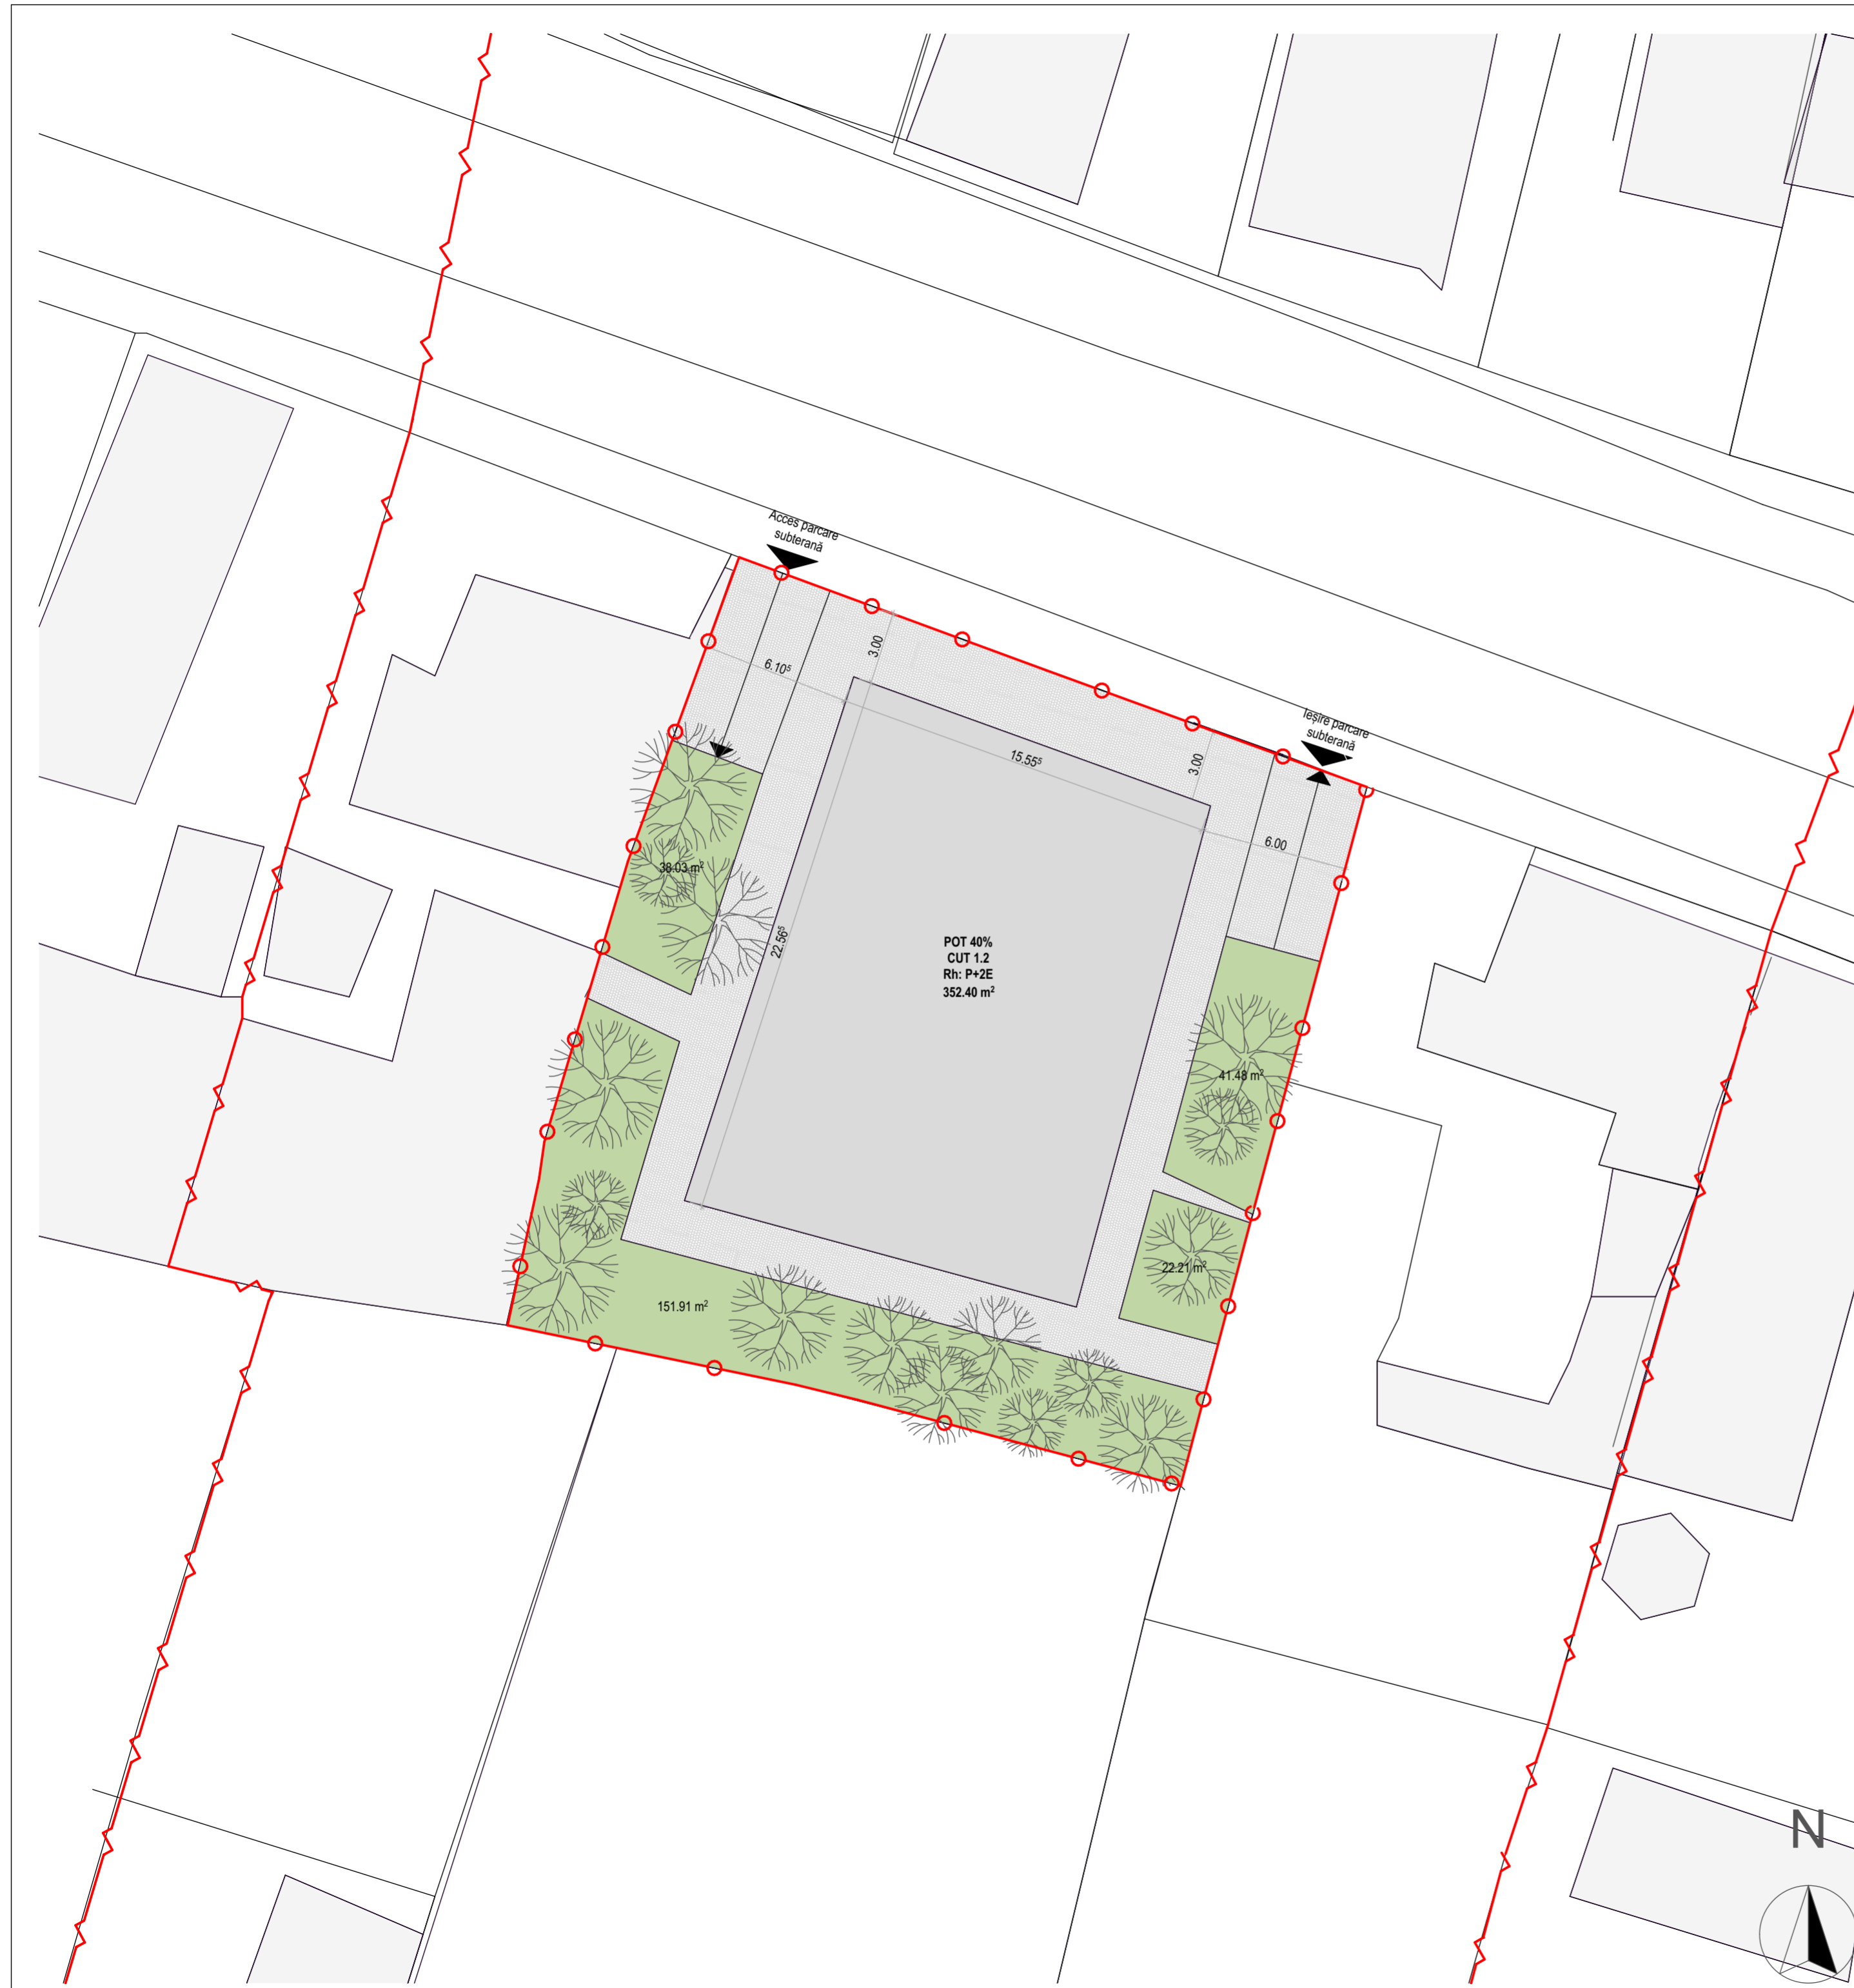 Acces parcare
subterană
3.00
6.10⁵
Ieșire parcare
subterană
15.55⁵
3.00
6.00
38.03 m²
22.56⁵
POT 40%
CUT 1.2
Rh: P+2E
352.40 m²
41.48 m²
22.21 m²
151.91 m²
N